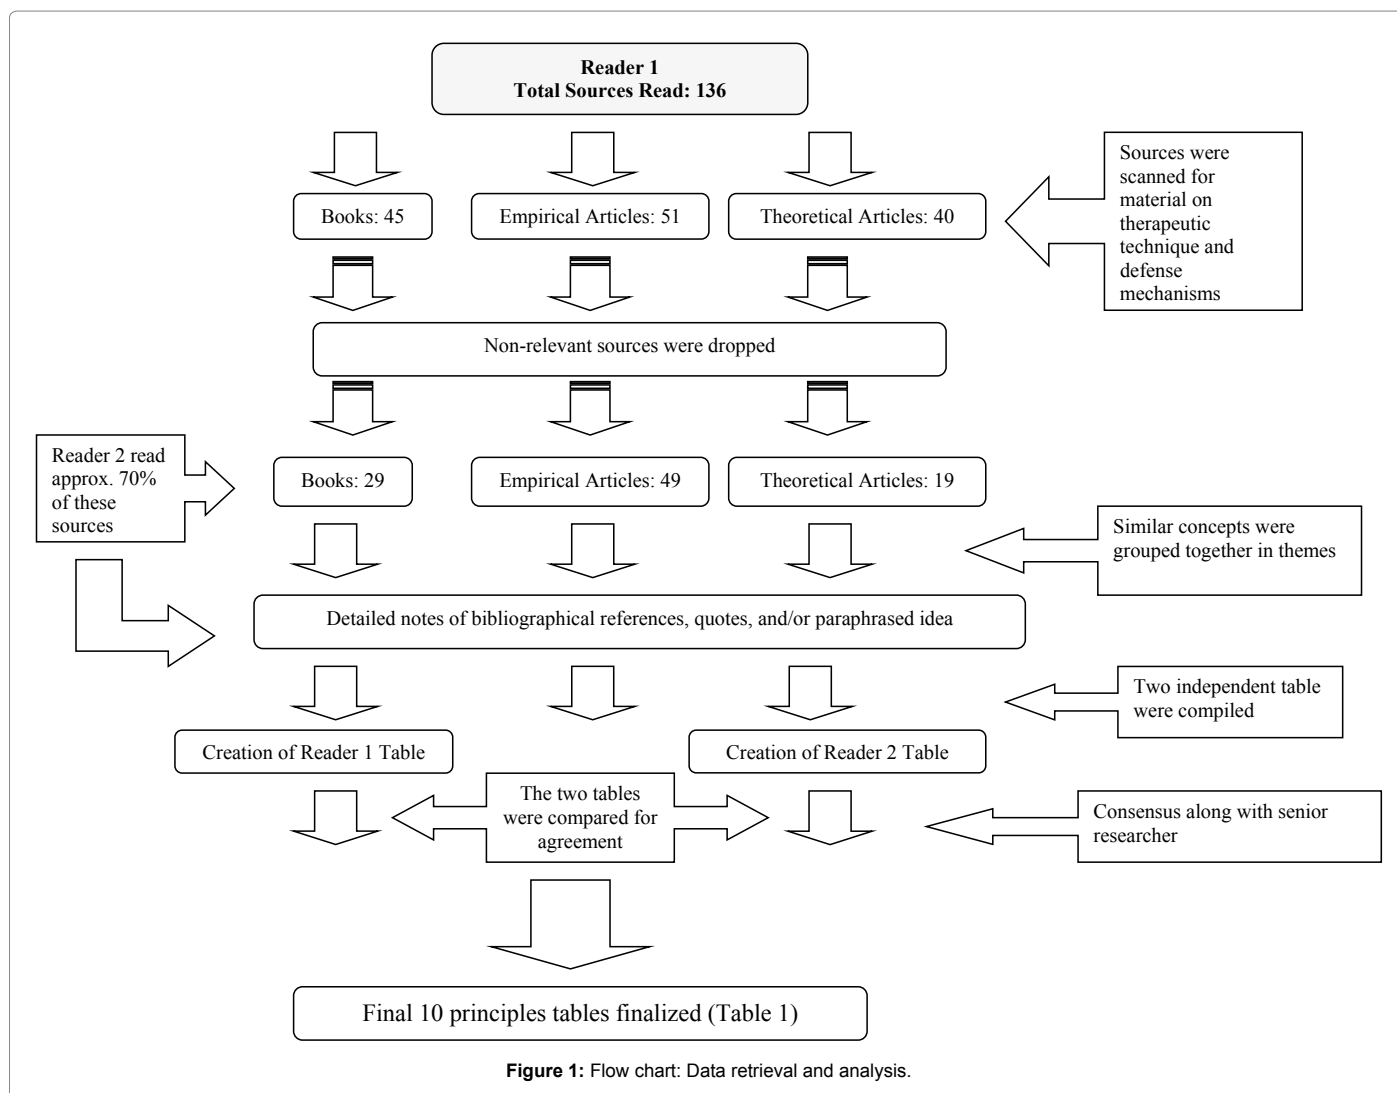 Reader 1
Total Sources Read: 136
Sources were
scanned for
material on
therapeutic
technique and
defense
mechanisms
Books: 45
Empirical Articles: 51
Theoretical Articles: 40
Non-relevant sources were dropped
Reader 2 read
approx. 70%
of these
sources
Books: 29
Empirical Articles: 49
Theoretical Articles: 19
Similar concepts were
grouped together in themes
Detailed notes of bibliographical references, quotes, and/or paraphrased idea
Two independent table
were compiled
Creation of Reader 1 Table
Creation of Reader 2 Table
The two tables
were compared for
agreement
Consensus along with senior
researcher
Final 10 principles tables finalized (Table 1)
Figure 1: Flow chart: Data retrieval and analysis.